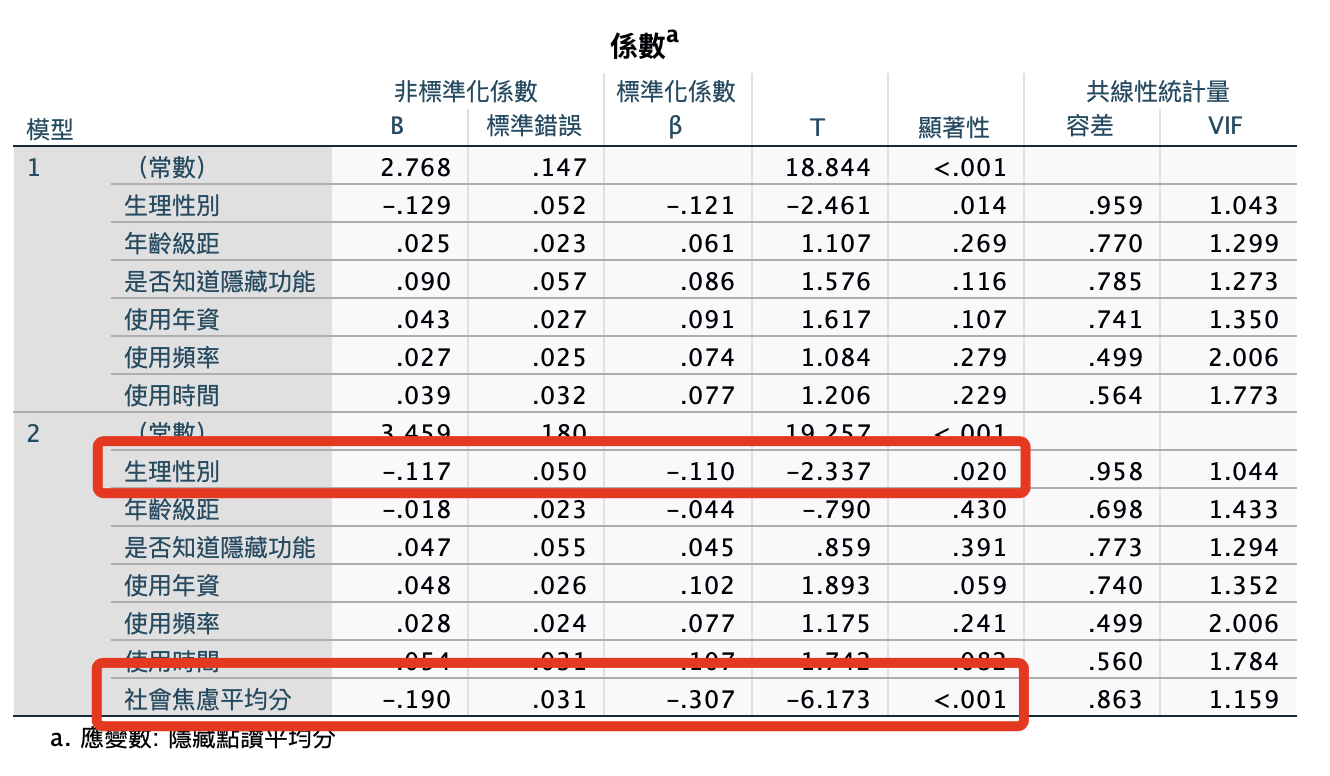 係數a
非標準化係數 標準化係數 共線性統計量
模型 B 標準錯誤 β T 顯著性 容差 VIF
1 (常數) 2.768 .147 18.844 <.001
生理性別 -.129 .052 -.121 -2.461 .014 .959 1.043
年齡級距 .025 .023 .061 1.107 .269 .770 1.299
是否知道隱藏功能 .090 .057 .086 1.576 .116 .785 1.273
使用年資 .043 .027 .091 1.617 .107 .741 1.350
使用頻率 .027 .025 .074 1.084 .279 .499 2.006
使用時間 .039 .032 .077 1.206 .229 .564 1.773
2 (常數) 3.459 .180 19.257 <.001
生理性別 -.117 .050 -.110 -2.337 .020 .958 1.044
年齡級距 -.018 .023 -.044 -.790 .430 .698 1.433
是否知道隱藏功能 .047 .055 .045 .859 .391 .773 1.294
使用年資 .048 .026 .102 1.893 .059 .740 1.352
使用頻率 .028 .024 .077 1.175 .241 .499 2.006
使用時間 .054 .031 .107 1.742 .082 .560 1.784
社會焦慮平均分 -.190 .031 -.307 -6.173 <.001 .863 1.159
a. 應變數: 隱藏點讚平均分